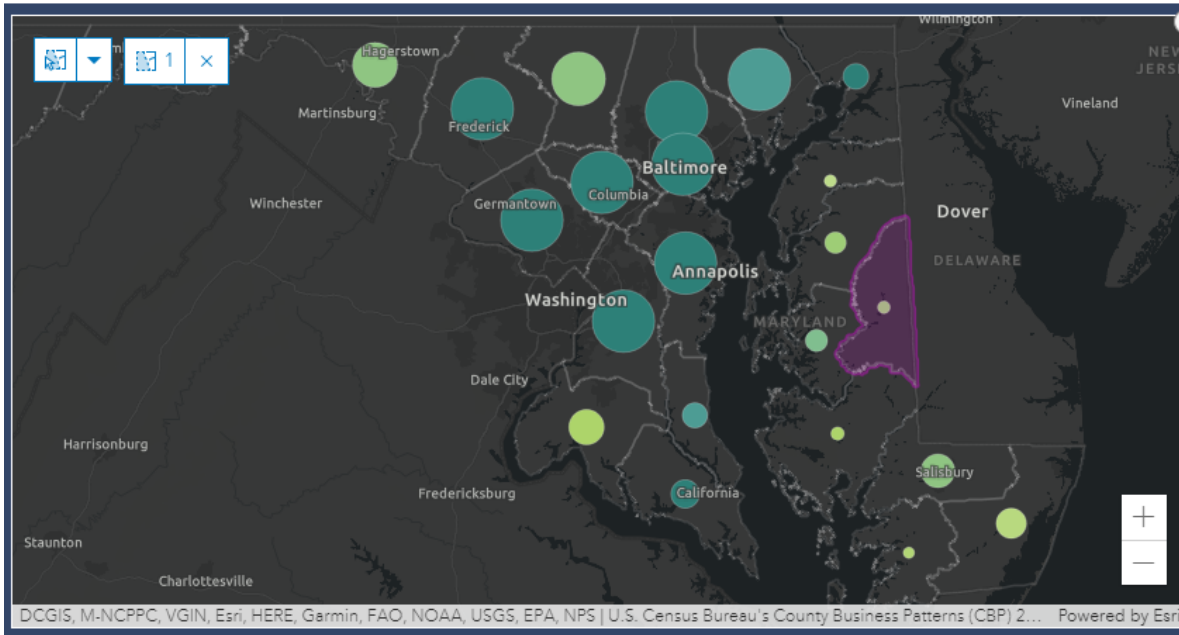 Wilmington
Hagerstown
1
×
NEW
JERS
Martinsburg
Vineland
Frederick
Baltimore
Columbia
Winchester
Germantown
Dover
DELAWARE
Annapolis
Washington
MARYLAND
Dale City
Harrisonburg
Salisbury
Fredericksburg
California
+
Staunton
−
Charlottesville
DCGIS, M-NCPPC, VGIN, Esri, HERE, Garmin, FAO, NOAA, USGS, EPA, NPS | U.S. Census Bureau's County Business Patterns (CBP) 2... Powered by Esri